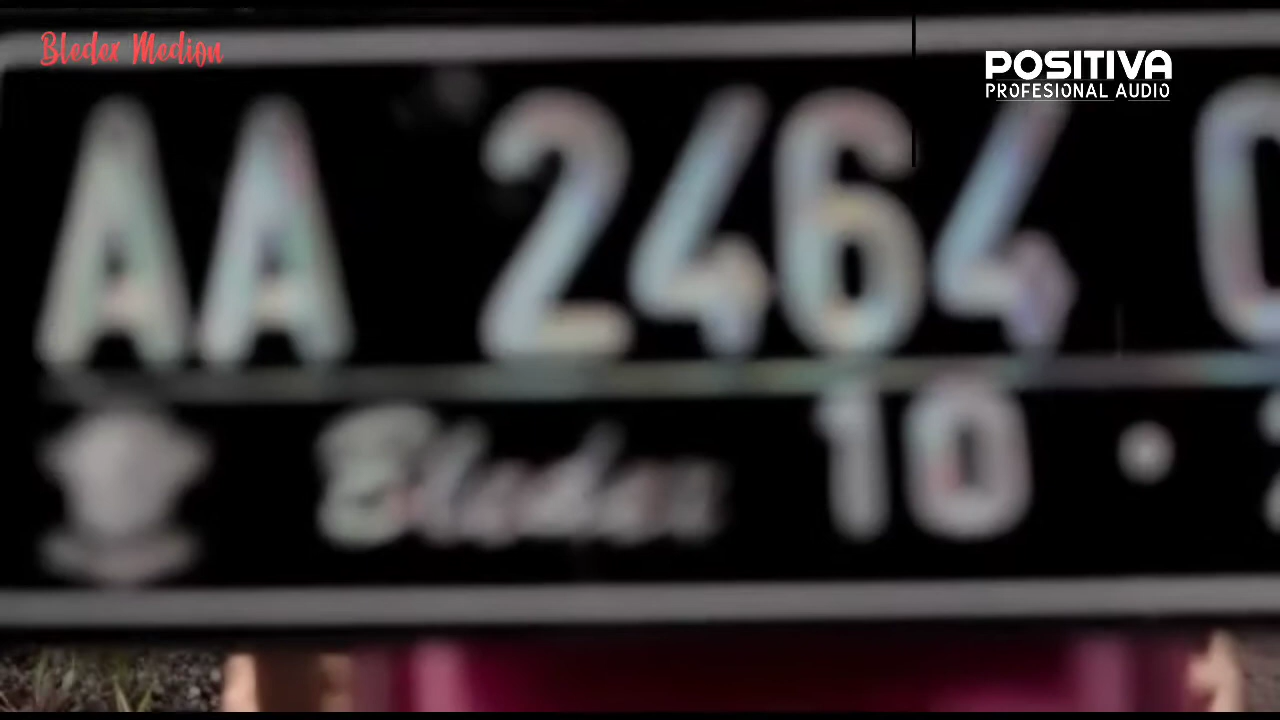 Bledex Medion
POSITIVA
PROFESIONAL AUDIO
AA 2464
Bledex 10 •